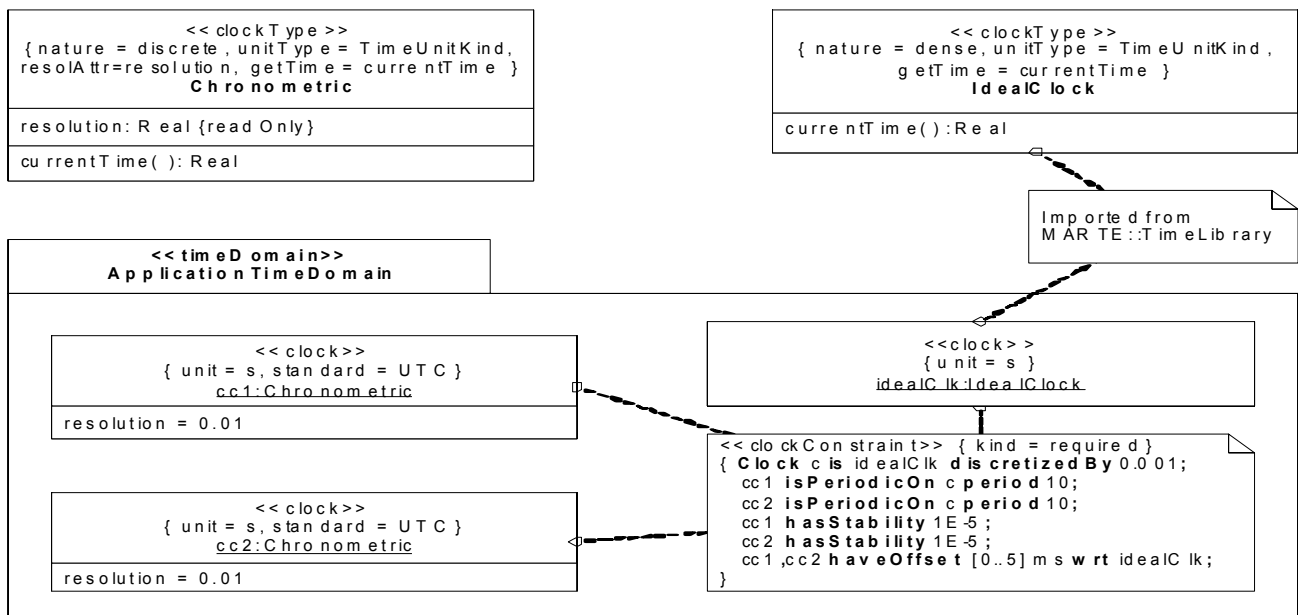 << clockType >>
{ nature = discrete, unitType = TimeUnitKind,
resolAttr=resolution, getTime = currentTime }
Chronometric
resolution: Real {readOnly}
currentTime( ): Real
<< clockType >>
{ nature = dense, unitType = TimeUnitKind,
getTime = currentTime }
IdealClock
currentTime( ):Real
Imported from
MARTE::TimeLibrary
<< timeDomain>>
ApplicationTimeDomain
<< clock>>
{ unit = s, standard = UTC }
cc1:Chronometric
resolution = 0.01
<<clock>>
{ unit = s }
idealClk:IdealClock
<< clockConstraint>> { kind = required }
{ Clock c is idealClk discretizedBy 0.001;
cc1 isPeriodicOn c period 10;
cc2 isPeriodicOn c period 10;
cc1 hasStability 1E-5;
cc2 hasStability 1E-5;
cc1,cc2 haveOffset [0..5] ms wrt idealClk;
}
<< clock>>
{ unit = s, standard = UTC }
cc2:Chronometric
resolution = 0.01